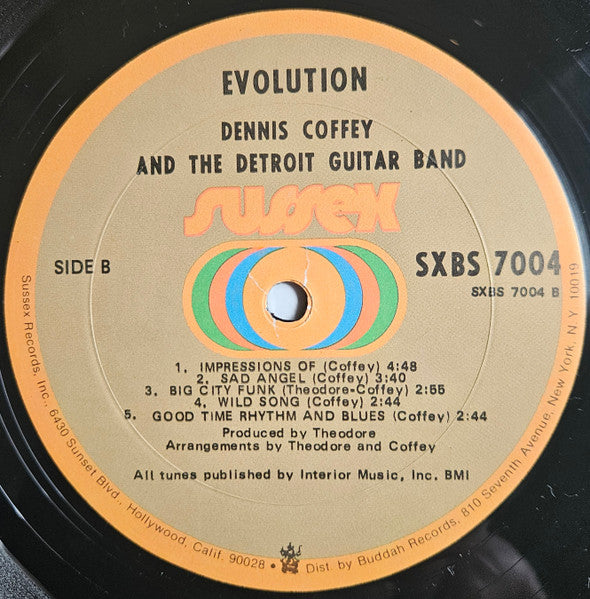 EVOLUTION
DENNIS COFFEY
AND THE DETROIT GUITAR BAND
sussex
SIDE B
SXBS 7004
SXBS 7004 B
1. IMPRESSIONS OF (Coffey) 4:48
2. SAD ANGEL (Coffey) 3:40
3. BIG CITY FUNK (Theodore-Coffey) 2:55
4. WILD SONG (Coffey) 2:44
5. GOOD TIME RHYTHM AND BLUES (Coffey) 2:44
Produced by Theodore
Arrangements by Theodore and Coffey
All tunes published by Interior Music, Inc. BMI
Sussex Records, Inc., 6430 Sunset Blvd., Hollywood, Calif. 90028 • Dist. by Buddah Records, 810 Seventh Avenue, New York, N.Y. 10019